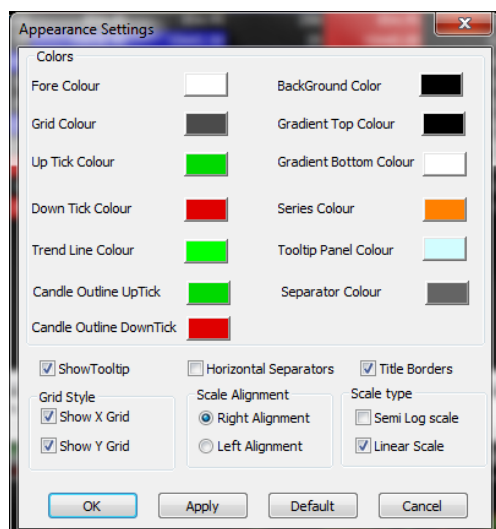 Appearance Settings
Colors
Fore Colour
BackGround Color
Grid Colour
Gradient Top Colour
Up Tick Colour
Gradient Bottom Colour
Down Tick Colour
Series Colour
Trend Line Colour
Tooltip Panel Colour
Candle Outline UpTick
Separator Colour
Candle Outline DownTick
ShowTooltip
Horizontal Separators
Title Borders
Grid Style
Scale Alignment
Scale type
Show X Grid
Right Alignment
Semi Log scale
Show Y Grid
Left Alignment
Linear Scale
OK
Apply
Default
Cancel